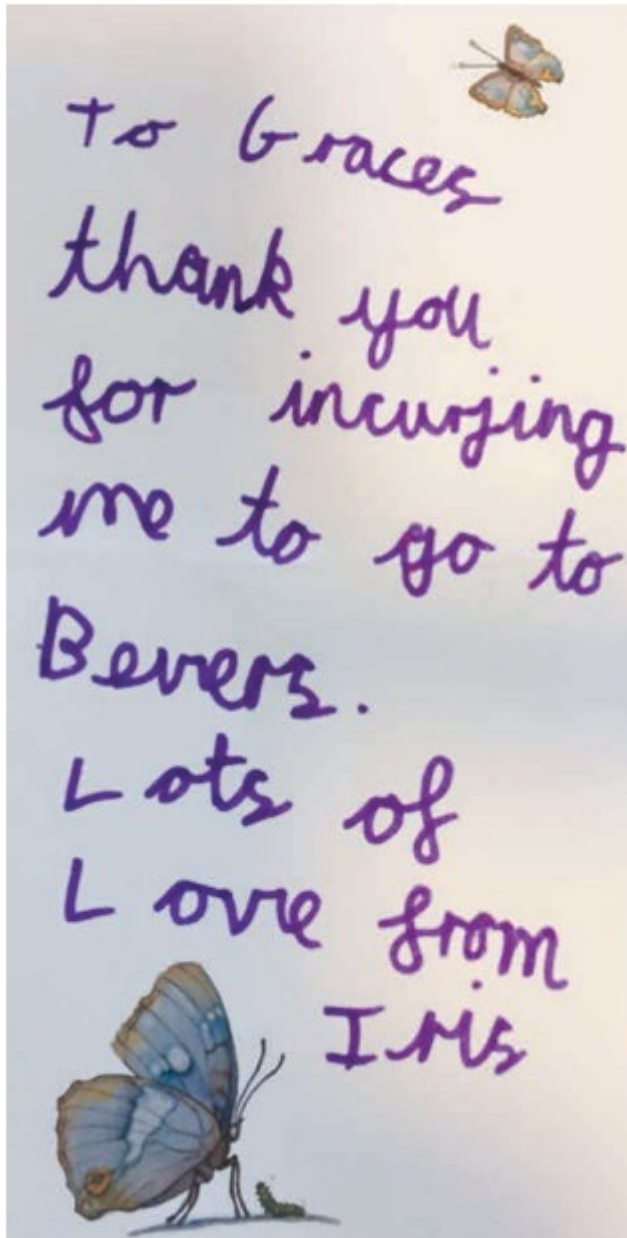 To Graces
thank you
for incurjing
me to go to
Bevers.
Lots of
Love from
Iris